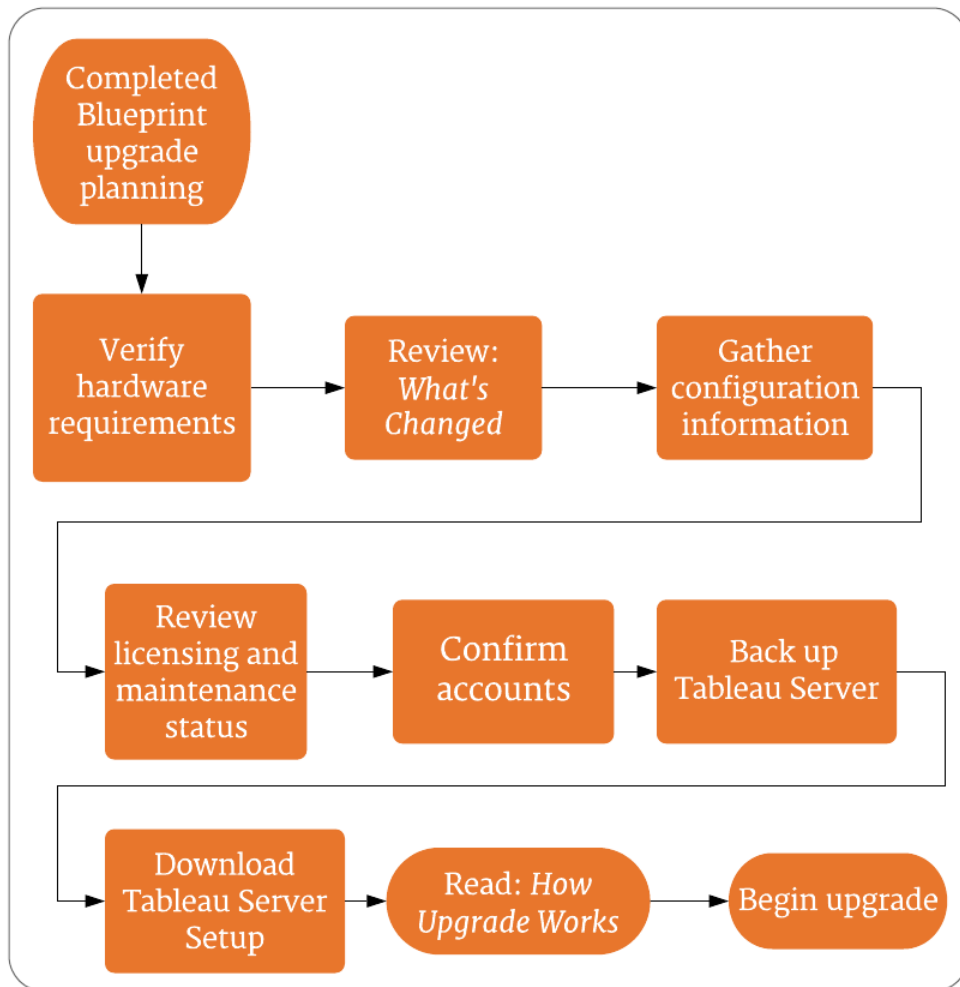 Completed
Blueprint
upgrade
planning
Verify
hardware
requirements
Review:
What's
Changed
Gather
configuration
information
Review
licensing and
maintenance
status
Confirm
accounts
Back up
Tableau Server
Download
Tableau Server
Setup
Read: How
Upgrade Works
Begin upgrade